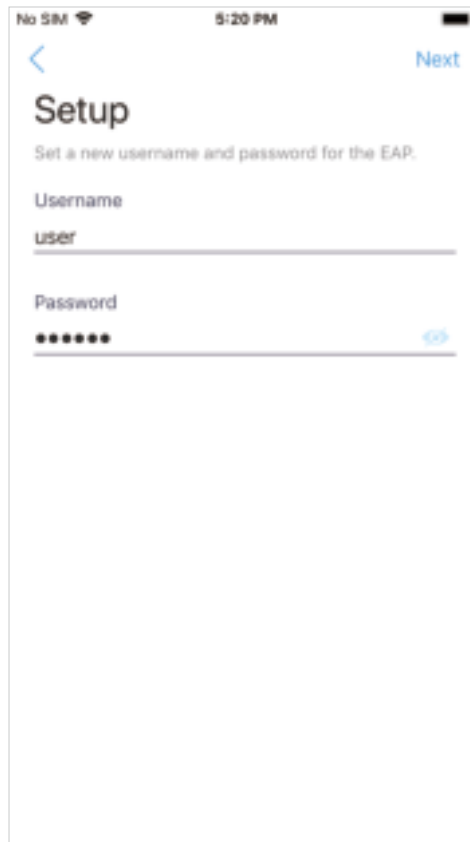 No SIM 5:20 PM
Next
Setup
Set a new username and password for the EAP.
Username
user
Password
••••••